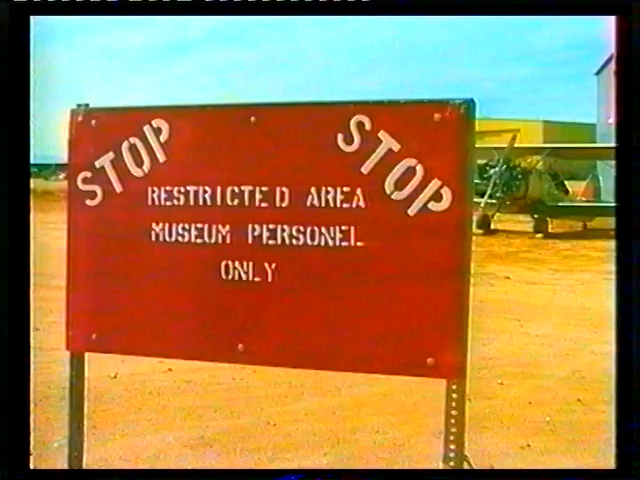 STOP STOP
RESTRICTED AREA
MUSEUM PERSONEL
ONLY